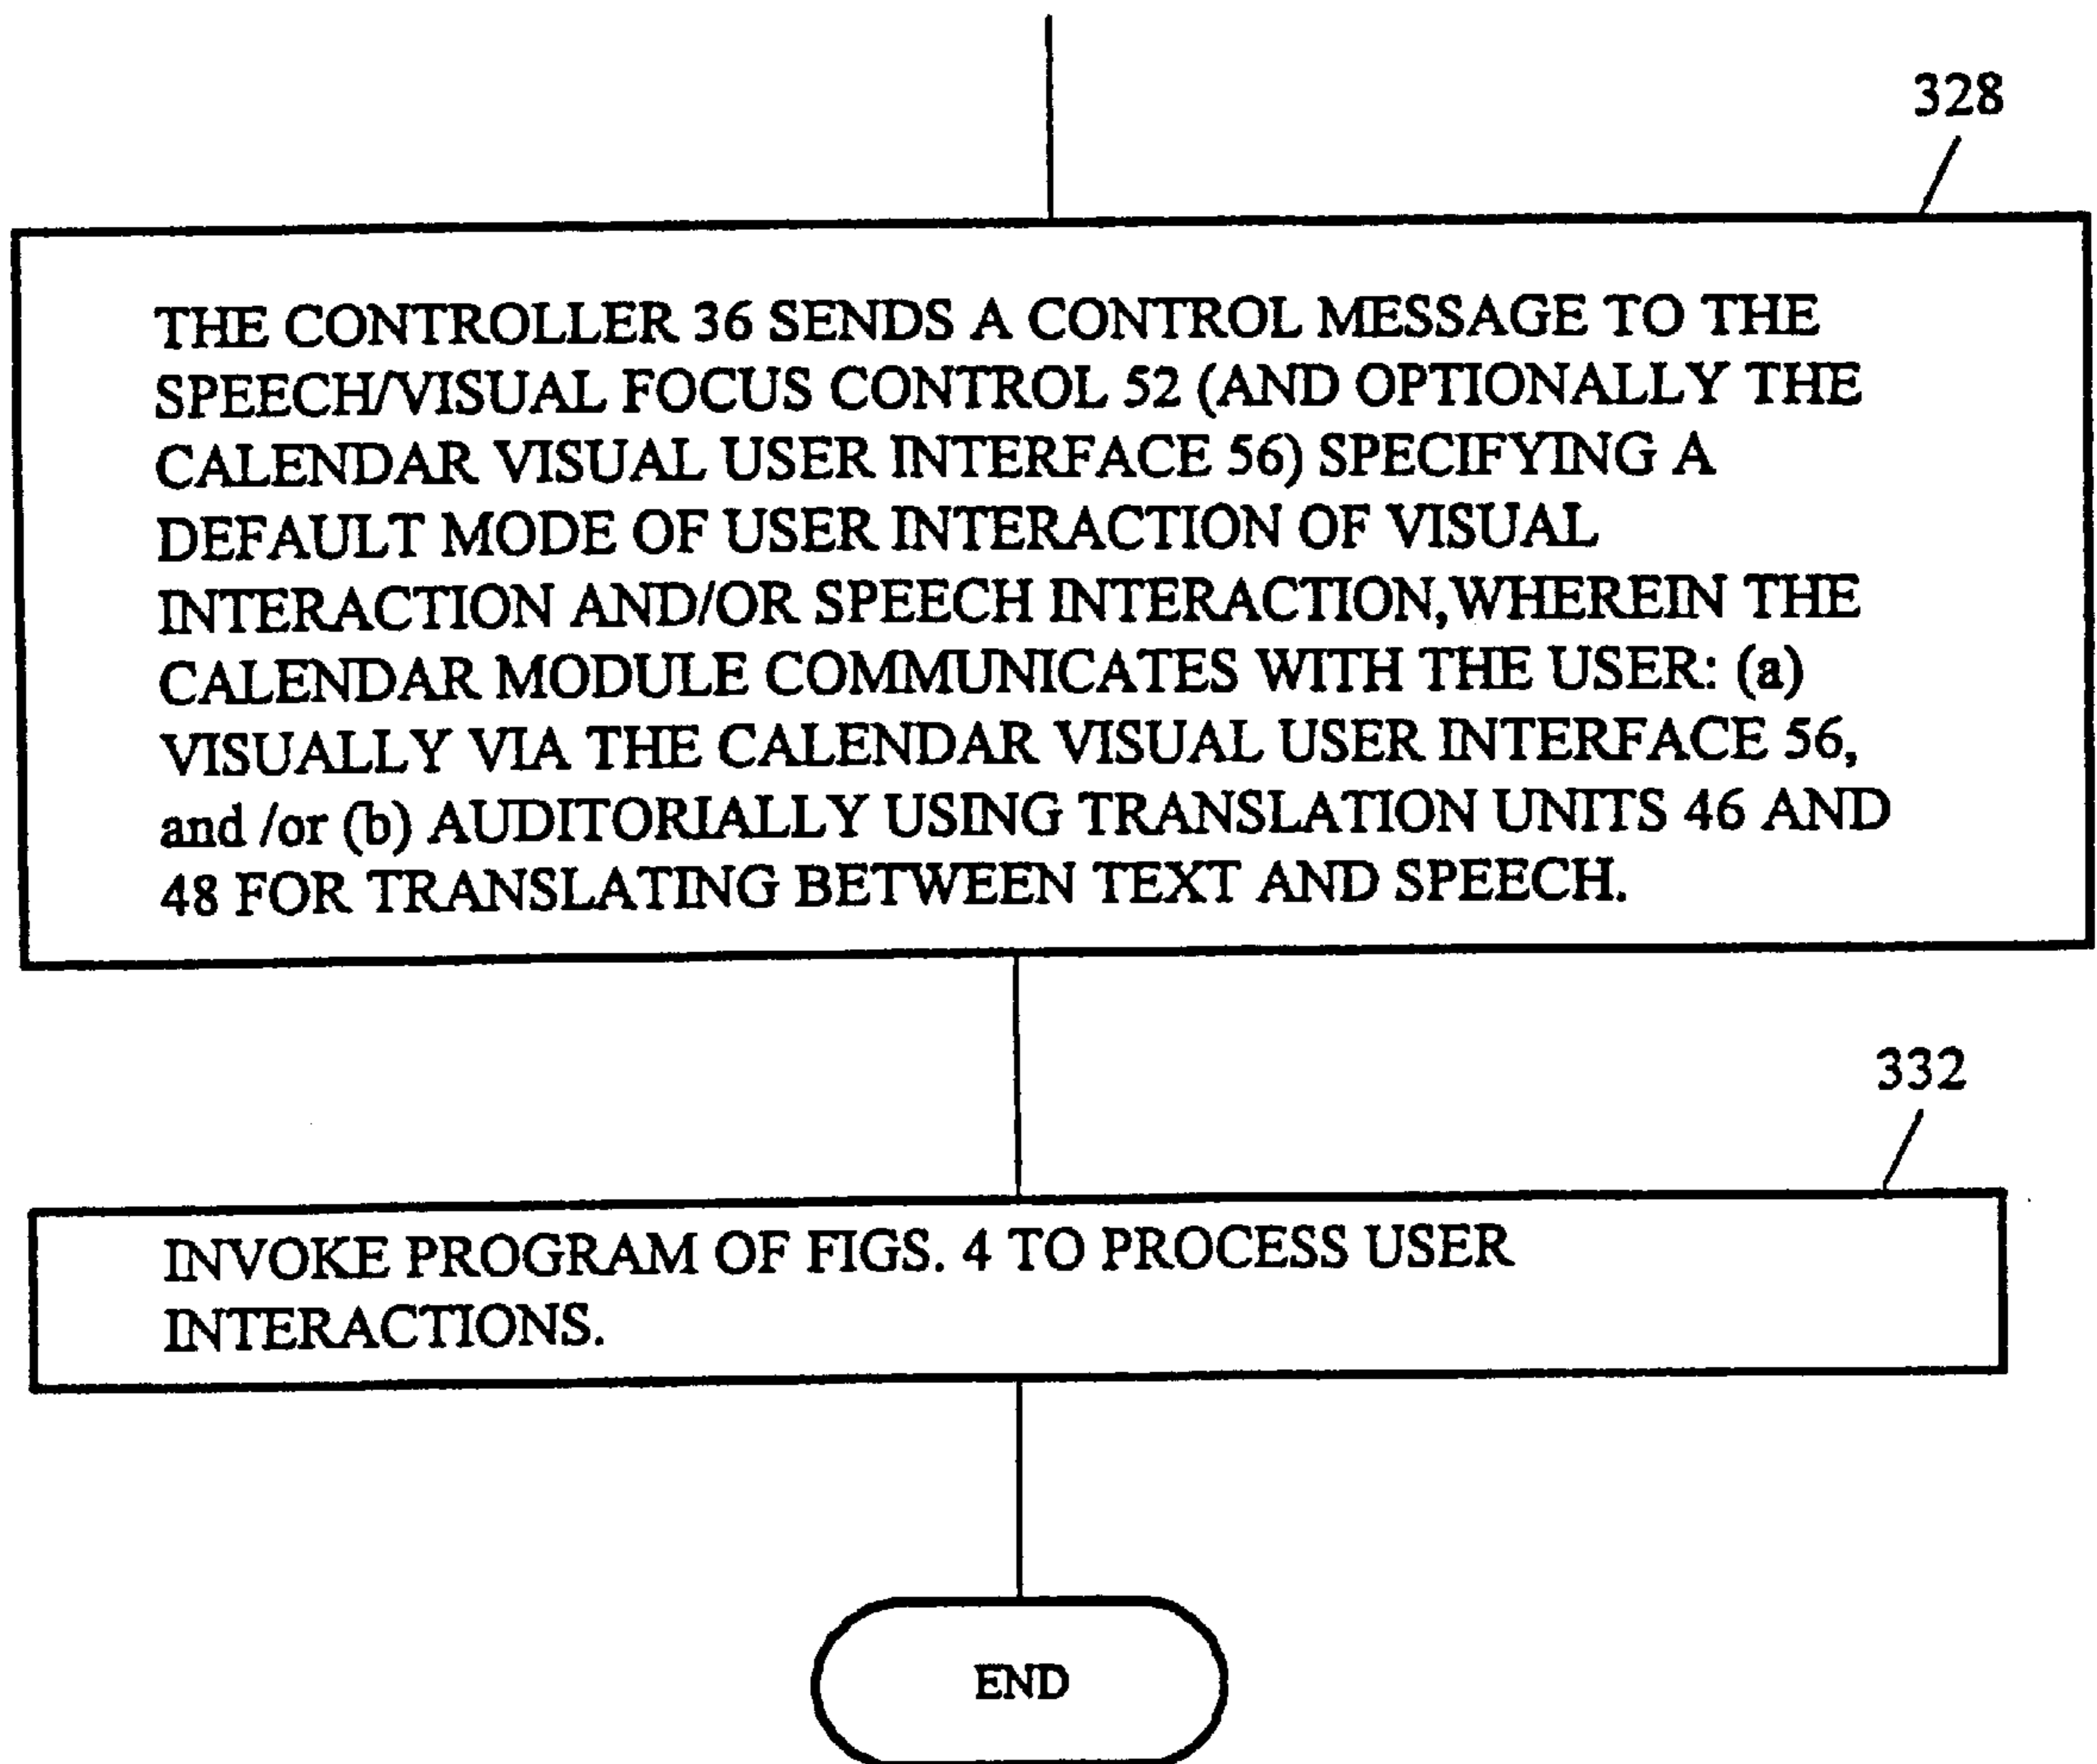 328
THE CONTROLLER 36 SENDS A CONTROL MESSAGE TO THE
SPEECH/VISUAL FOCUS CONTROL 52 (AND OPTIONALLY THE
CALENDAR VISUAL USER INTERFACE 56) SPECIFYING A
DEFAULT MODE OF USER INTERACTION OF VISUAL
INTERACTION AND/OR SPEECH INTERACTION,WHEREIN THE
CALENDAR MODULE COMMUNICATES WITH THE USER: (a)
VISUALLY VIA THE CALENDAR VISUAL USER INTERFACE 56,
and /or (b) AUDITORIALLY USING TRANSLATION UNITS 46 AND
48 FOR TRANSLATING BETWEEN TEXT AND SPEECH.
332
INVOKE PROGRAM OF FIGS. 4 TO PROCESS USER
INTERACTIONS.
END